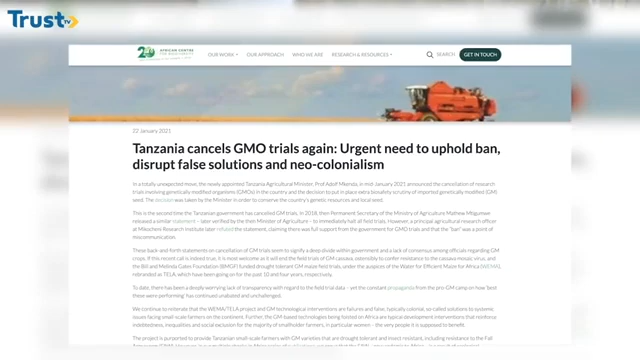 Trust TV
20 AFRICAN CENTRE
FOR BIODIVERSITY
OUR WORK OUR APPROACH WHO WE ARE RESEARCH & RESOURCES SEARCH GET IN TOUCH
22 January 2021
Tanzania cancels GMO trials again: Urgent need to uphold ban,
disrupt false solutions and neo-colonialism
In a totally unexpected move, the newly appointed Tanzania Agricultural Minister, Prof Adolf Mkenda, in mid-January 2021 announced the cancellation of research
trials involving genetically modified organisms (GMOs) in the country and the decision to put in place extra biosafety scrutiny of imported genetically modified (GM)
seed. The decision was taken by the Minister in order to conserve the country's genetic resources and local seed.
This is the second time the Tanzanian government has cancelled GM trials. In 2018, then Permanent Secretary of the Ministry of Agriculture Mathew Mtigumwe
released a similar statement – later verified by the then Minister of Agriculture – to immediately halt all field trials. However, a principal agricultural research officer
at Mikocheni Research Institute later refuted the statement, claiming there was full support from the government for GMO trials and that the "ban" was a point of
miscommunication.
These back-and-forth statements on cancellation of GM trials seem to signify a deep divide within government and a lack of consensus among officials regarding GM
crops. If this recent call is indeed true, it is most welcome as it will end the field trials of GM cassava, ostensibly to confer resistance to the cassava mosaic virus, and
the Bill and Melinda Gates Foundation (BMGF) funded drought tolerant GM maize field trials, under the auspices of the Water for Efficient Maize for Africa (WEMA),
rebranded as TELA, which have been going on for the past 10 and four years, respectively.
To date, there has been a deeply worrying lack of transparency with regard to the field trial data – yet the constant propaganda from the pro-GM camp on how 'best
these were performing' has continued unabated and unchallenged.
We continue to reiterate that the WEMA/TELA project and GM technological interventions are failures and false, typically colonial, so-called solutions to systemic
issues facing small-scale farmers on the continent. Further, the GM-based technologies being foisted on Africa are typical development interventions that reinforce
indebtedness, inequalities and social exclusion for the majority of smallholder farmers, in particular women – the very people it is supposed to benefit.
The project is purported to provide Tanzanian small-scale farmers with GM varieties that are drought tolerant and insect resistant, including resistance to the Fall